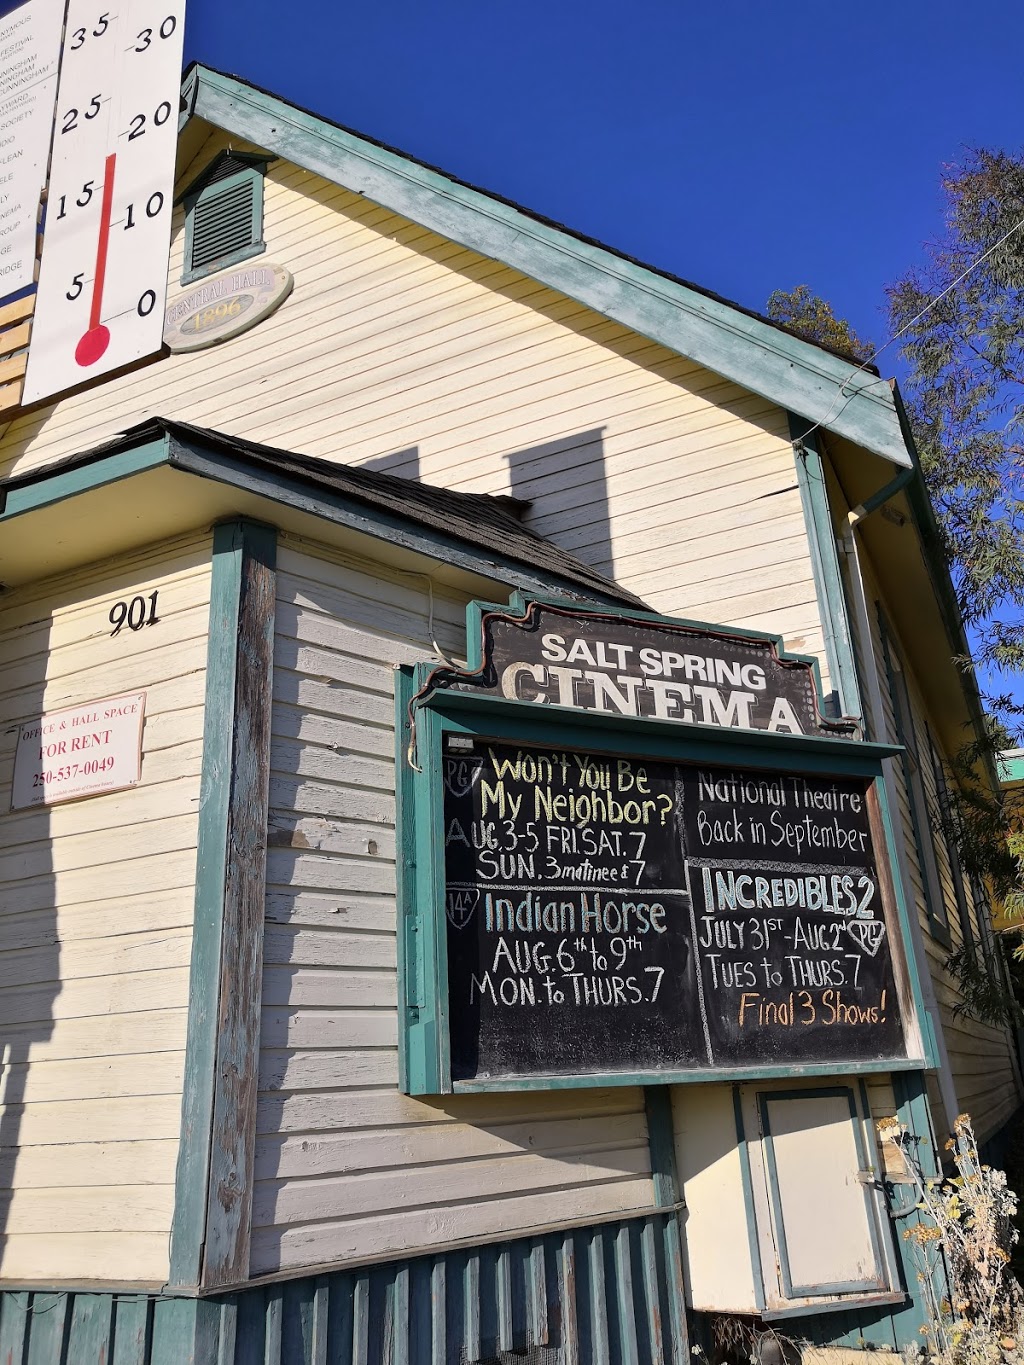 FESTIVAL
CUNNINGHAM
SOCIETY
35
30
25
20
15
10
5
0
CENTRAL HALL
1896
901
OFFICE & HALL SPACE
FOR RENT
250-537-0049
SALT SPRING
CINEMA
PG
Won't You Be
My Neighbor?
AUG. 3-5 FRI. SAT. 7
SUN. 3 matinee & 7
14A
Indian Horse
AUG. 6th to 9th
MON. to THURS. 7
National Theatre
Back in September
INCREDIBLES 2
JULY 31ST - AUG 2nd PG
TUES to THURS. 7
Final 3 Shows!